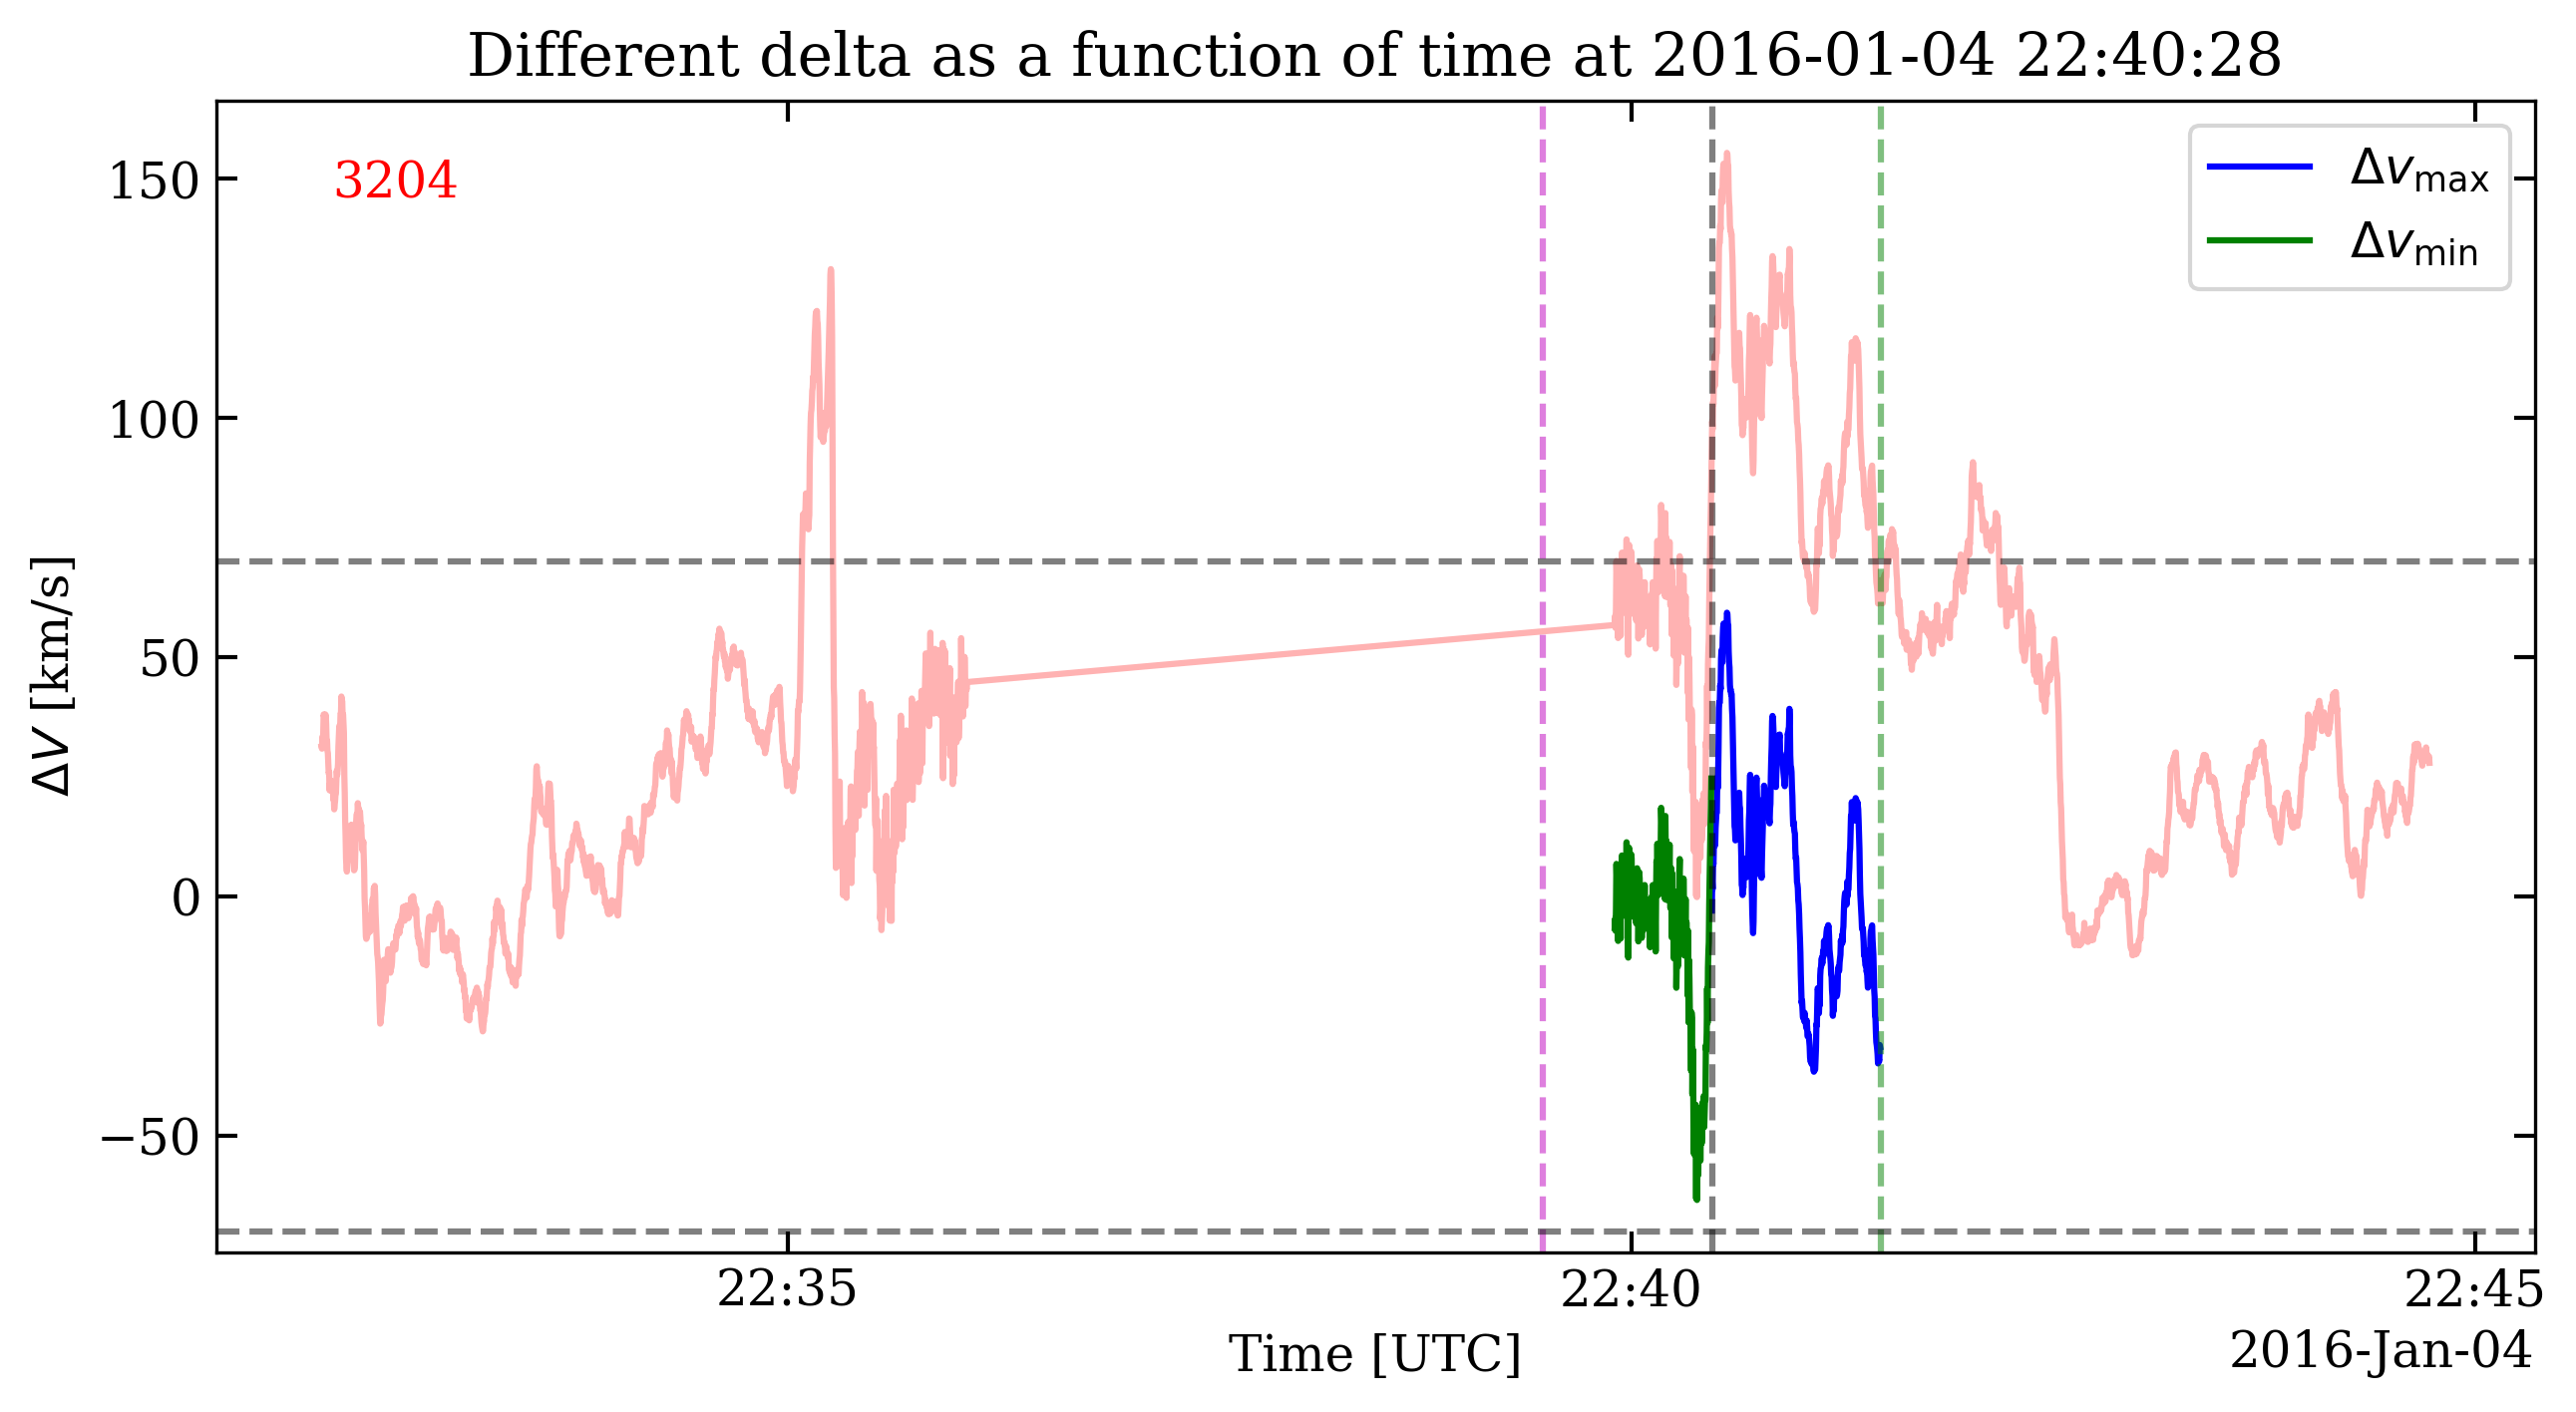 Different delta as a function of time at 2016-01-04 22:40:28
3204
Δv_max
Δv_min
150
100
50
0
−50
ΔV [km/s]
22:35
22:40
22:45
Time [UTC]
2016-Jan-04